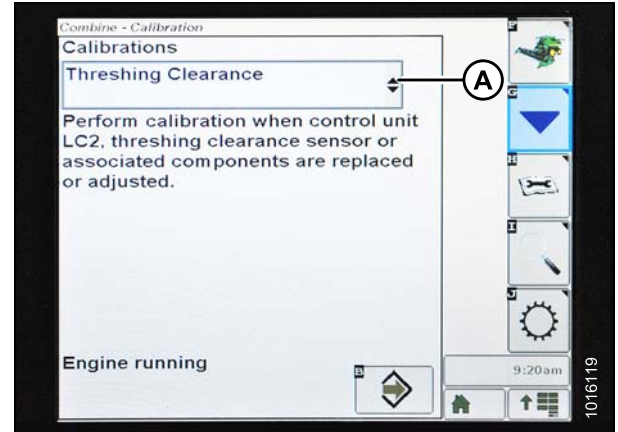 Combine - Calibration
Calibrations
Threshing Clearance
A
Perform calibration when control unit
LC2, threshing clearance sensor or
associated components are replaced
or adjusted.
Engine running
B
F
G
H
I
J
9:20am
1016119